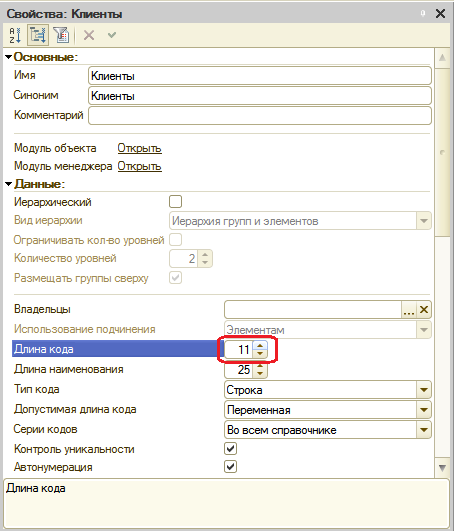 Свойства: Клиенты
Основные:
Имя Клиенты
Синоним Клиенты
Комментарий
Модуль объекта Открыть
Модуль менеджера Открыть
Данные:
Иерархический
Вид иерархии Иерархия групп и элементов
Ограничивать кол-во уровней
Количество уровней 2
Размещать группы сверху
Владельцы ...
Использование подчинения Элементам
Длина кода 11
Длина наименования 25
Тип кода Строка
Допустимая длина кода Переменная
Серии кодов Во всем справочнике
Контроль уникальности
Автонумерация
Длина кода